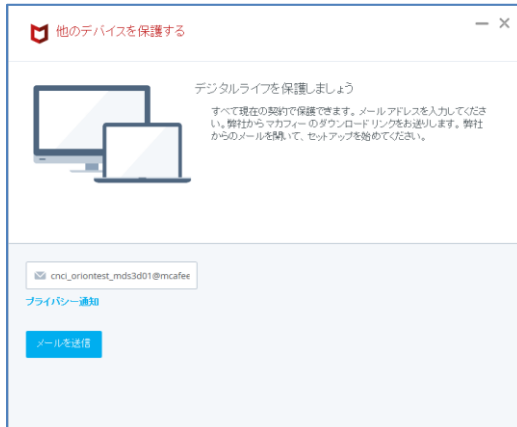 他のデバイスを保護する
デジタルライフを保護しましょう
すべて現在の契約で保護できます。メール アドレスを入力してくださ
い。弊社から マカフィー のダウンロード リンクをお送りします。弊社
からのメールを開いて、セットアップを始めてください。
cnci_oriontest_mds3d01@mcafee
プライバシー通知
メールを送信